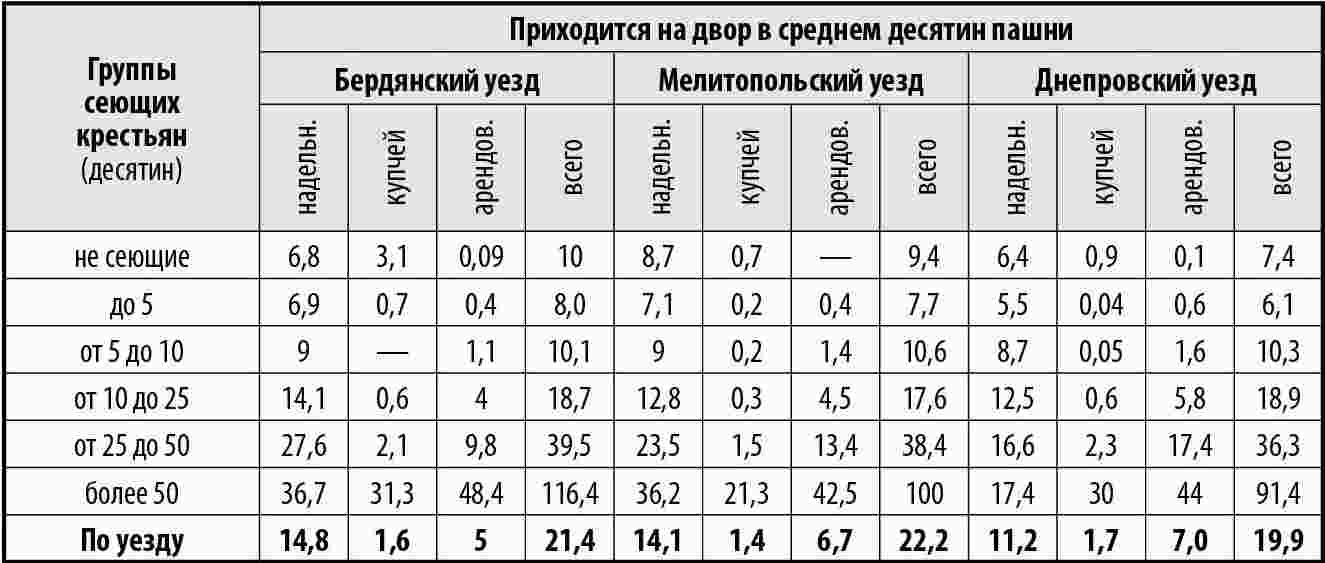 Группы
сеющих
крестьян
(десятин)
Приходится на двор в среднем десятин пашни
Бердянский уезд Мелитопольский уезд Днепровский уезд
надельн. купчей арендов. всего надельн. купчей арендов. всего надельн. купчей арендов. всего
не сеющие 6,8 3,1 0,09 10 8,7 0,7 — 9,4 6,4 0,9 0,1 7,4
до 5 6,9 0,7 0,4 8,0 7,1 0,2 0,4 7,7 5,5 0,04 0,6 6,1
от 5 до 10 9 — 1,1 10,1 9 0,2 1,4 10,6 8,7 0,05 1,6 10,3
от 10 до 25 14,1 0,6 4 18,7 12,8 0,3 4,5 17,6 12,5 0,6 5,8 18,9
от 25 до 50 27,6 2,1 9,8 39,5 23,5 1,5 13,4 38,4 16,6 2,3 17,4 36,3
более 50 36,7 31,3 48,4 116,4 36,2 21,3 42,5 100 17,4 30 44 91,4
По уезду 14,8 1,6 5 21,4 14,1 1,4 6,7 22,2 11,2 1,7 7,0 19,9